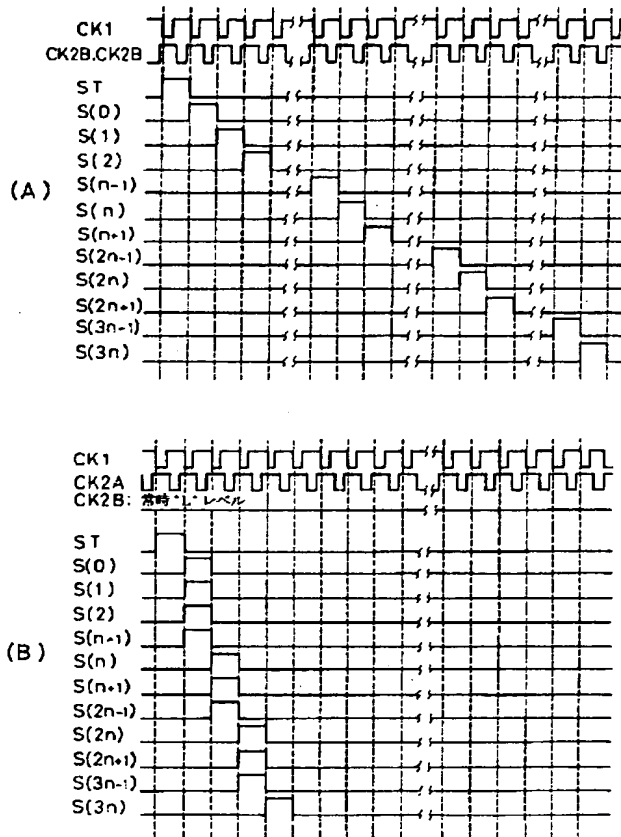 CK1
CK2B.CK2B
ST
S(0)
S(1)
S(2)
S(n-1)
(A)
S(n)
S(n+1)
S(2n-1)
S(2n)
S(2n+1)
S(3n-1)
S(3n)
CK1
CK2A
CK2B: 常時"L"レベル
ST
S(0)
S(1)
S(2)
S(n-1)
(B)
S(n)
S(n+1)
S(2n-1)
S(2n)
S(2n+1)
S(3n-1)
S(3n)